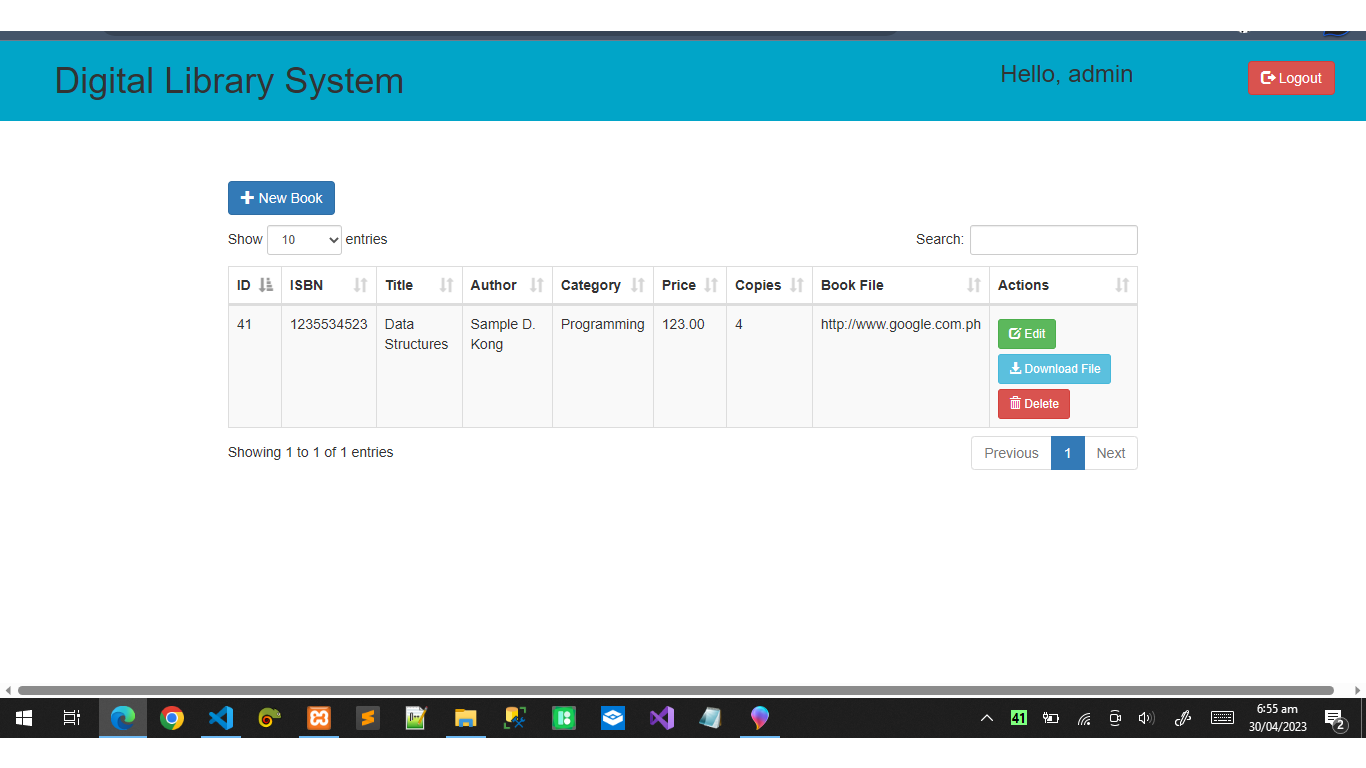 Digital Library System
Hello, admin
Logout
New Book
Show 10 entries
Search:
ID ISBN Title Author Category Price Copies Book File Actions
41 1235534523 Data Structures Sample D. Kong Programming 123.00 4 http://www.google.com.ph Edit
Download File
Delete
Showing 1 to 1 of 1 entries
Previous 1 Next
41
6:55 am
30/04/2023
2